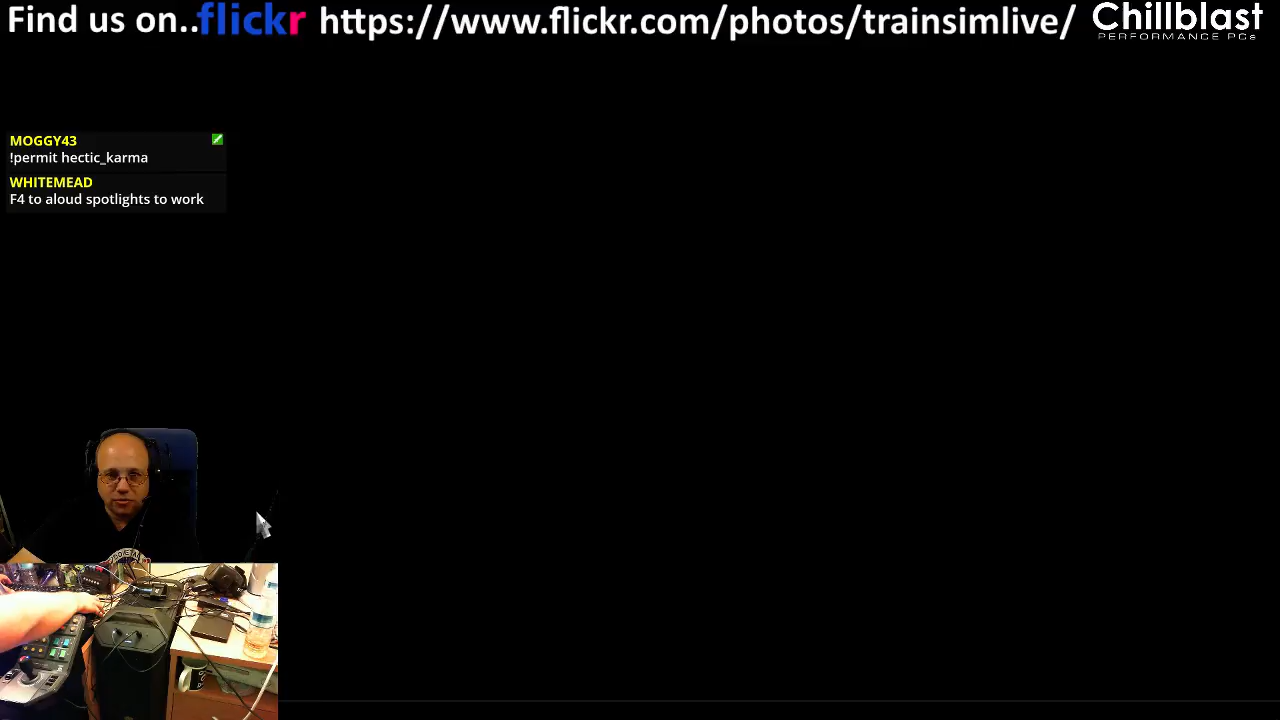 Find us on..flickr https://www.flickr.com/photos/trainsimlive/
Chillblast
PERFORMANCE PCs
MOGGY43
!permit hectic_karma
WHITEMEAD
F4 to aloud spotlights to work